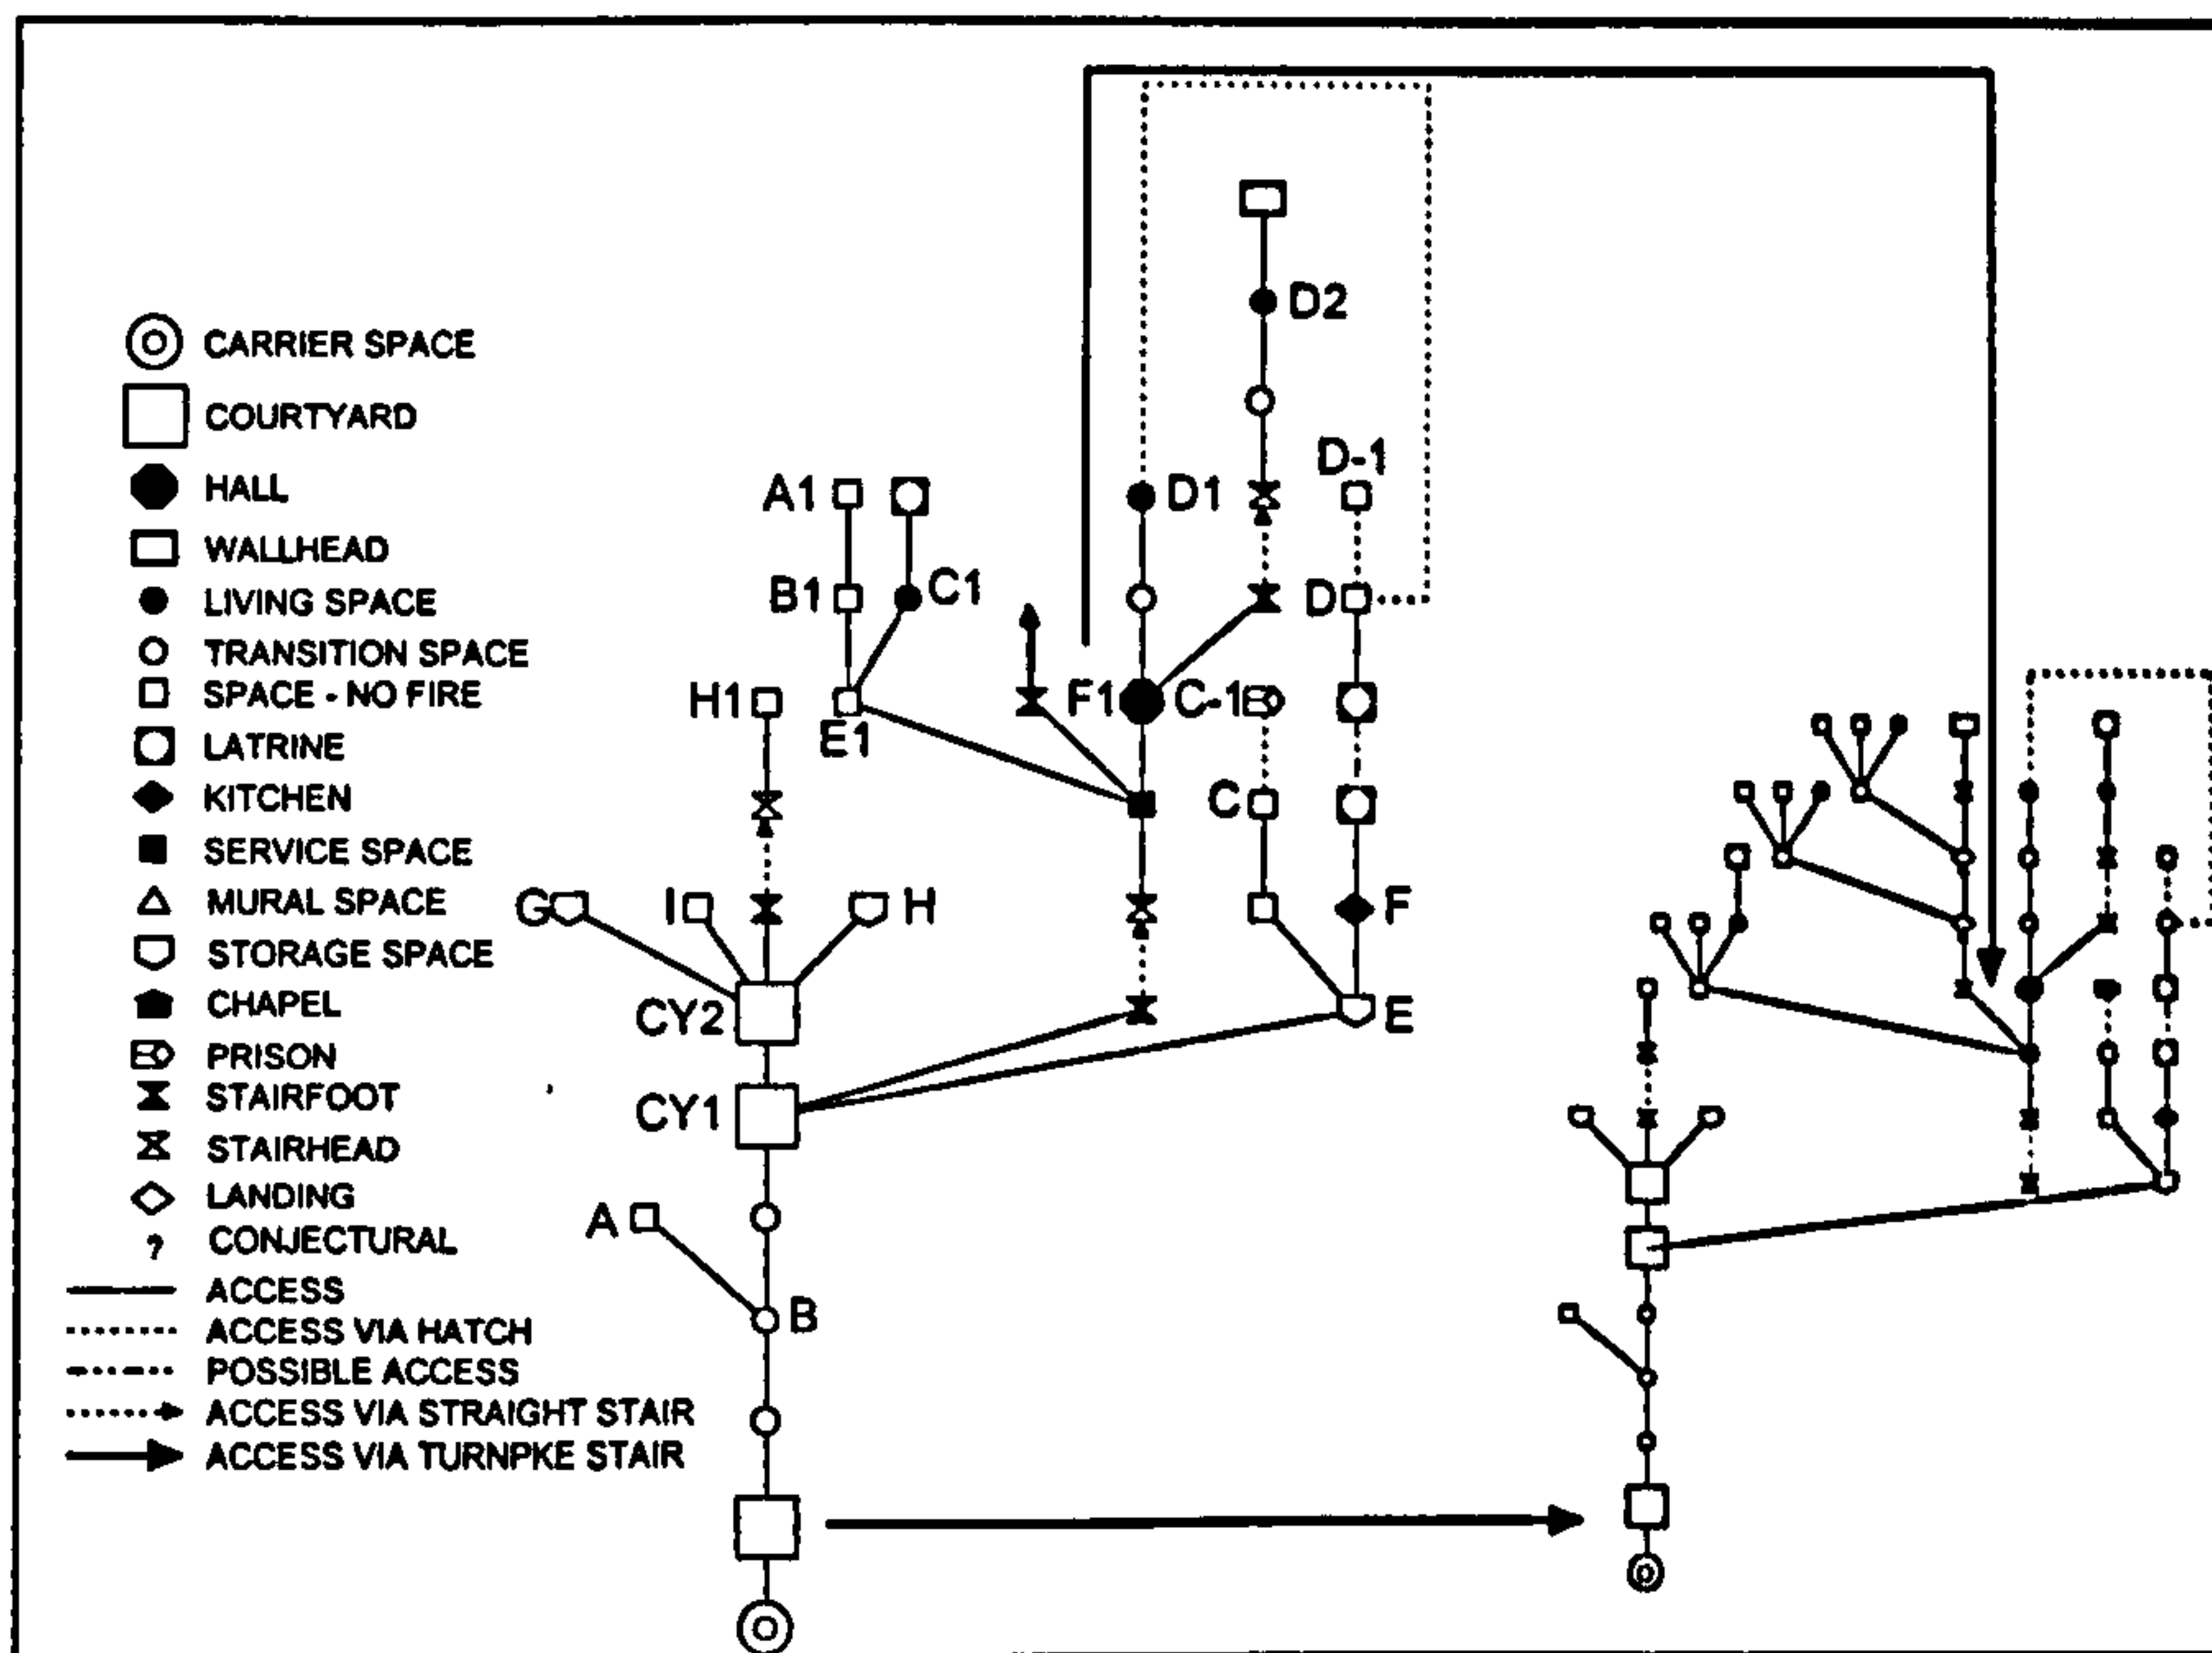 CARRIER SPACE
COURTYARD
HALL
WALLHEAD
LIVING SPACE
TRANSITION SPACE
SPACE - NO FIRE
LATRINE
KITCHEN
SERVICE SPACE
MURAL SPACE
STORAGE SPACE
CHAPEL
PRISON
STAIRFOOT
STAIRHEAD
LANDING
? CONJECTURAL
ACCESS
ACCESS VIA HATCH
POSSIBLE ACCESS
ACCESS VIA STRAIGHT STAIR
ACCESS VIA TURNPKE STAIR
D2
D-1
A1
D1
B1
C1
D
H1
E1
F1
C-1
C
G
I
H
F
CY2
E
CY1
A
B